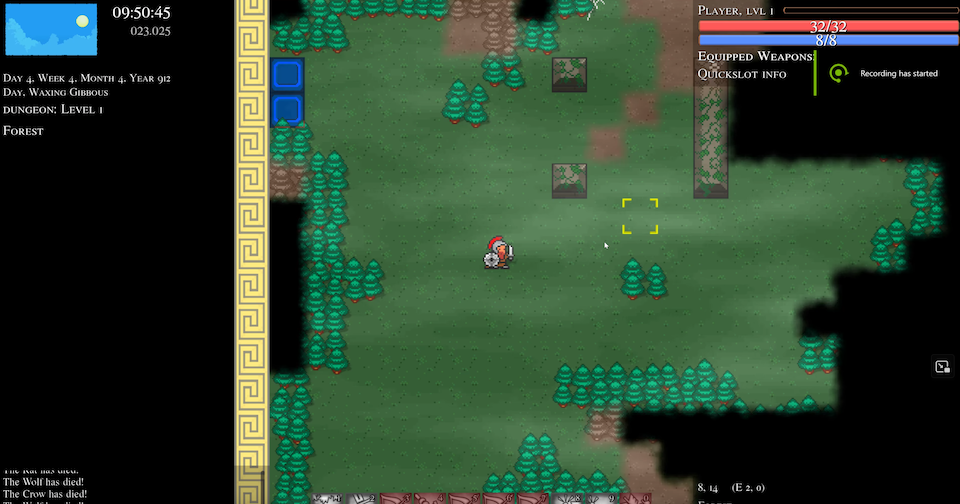 09:50:45
023.025
Day 4, Week 4, Month 4, Year 912
Day, Waxing Gibbous
Dungeon: Level 1
Forest
Player, lvl 1
32/32
8/8
Equipped Weapons:
Quickslot info
Recording has started
The Rat has died!
The Wolf has died!
The Crow has died!
8, 14 (E 2, 0)